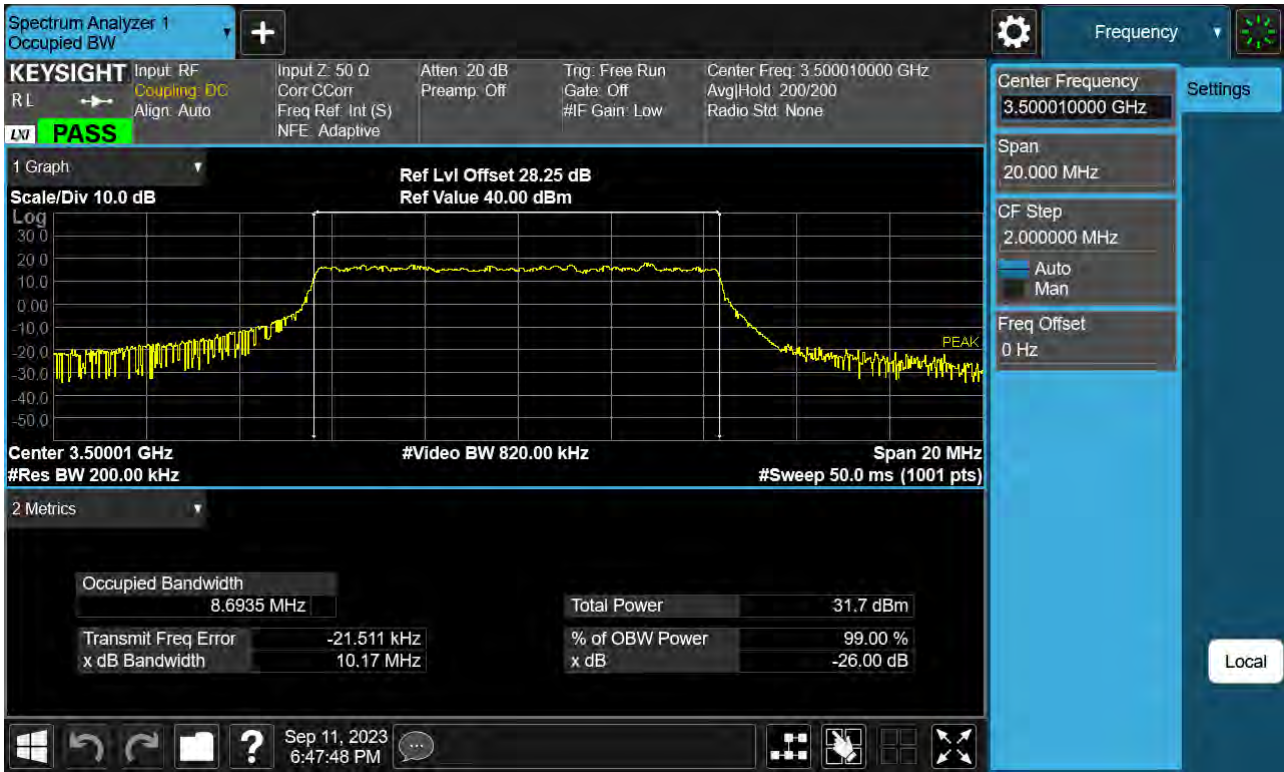 Spectrum Analyzer 1
Occupied BW
+
Frequency
KEYSIGHT
RL
LXI
PASS
Input: RF
Coupling: DC
Align: Auto
Input Z: 50 Ω
Corr CCorr
Freq Ref: Int (S)
NFE: Adaptive
Atten: 20 dB
Preamp: Off
Trig: Free Run
Gate: Off
#IF Gain: Low
Center Freq: 3.500010000 GHz
Avg|Hold: 200/200
Radio Std: None
Center Frequency
3.500010000 GHz
Settings
Span
20.000 MHz
CF Step
2.000000 MHz
Auto
Man
Freq Offset
0 Hz
Local
1 Graph
Scale/Div 10.0 dB
Ref Lvl Offset 28.25 dB
Ref Value 40.00 dBm
Log
30.0
20.0
10.0
0.00
-10.0
-20.0
-30.0
-40.0
-50.0
PEAK
Center 3.50001 GHz
#Video BW 820.00 kHz
Span 20 MHz
#Res BW 200.00 kHz
#Sweep 50.0 ms (1001 pts)
2 Metrics
Occupied Bandwidth
8.6935 MHz
Total Power 31.7 dBm
Transmit Freq Error -21.511 kHz
% of OBW Power 99.00 %
x dB Bandwidth 10.17 MHz
x dB -26.00 dB
?
Sep 11, 2023
6:47:48 PM